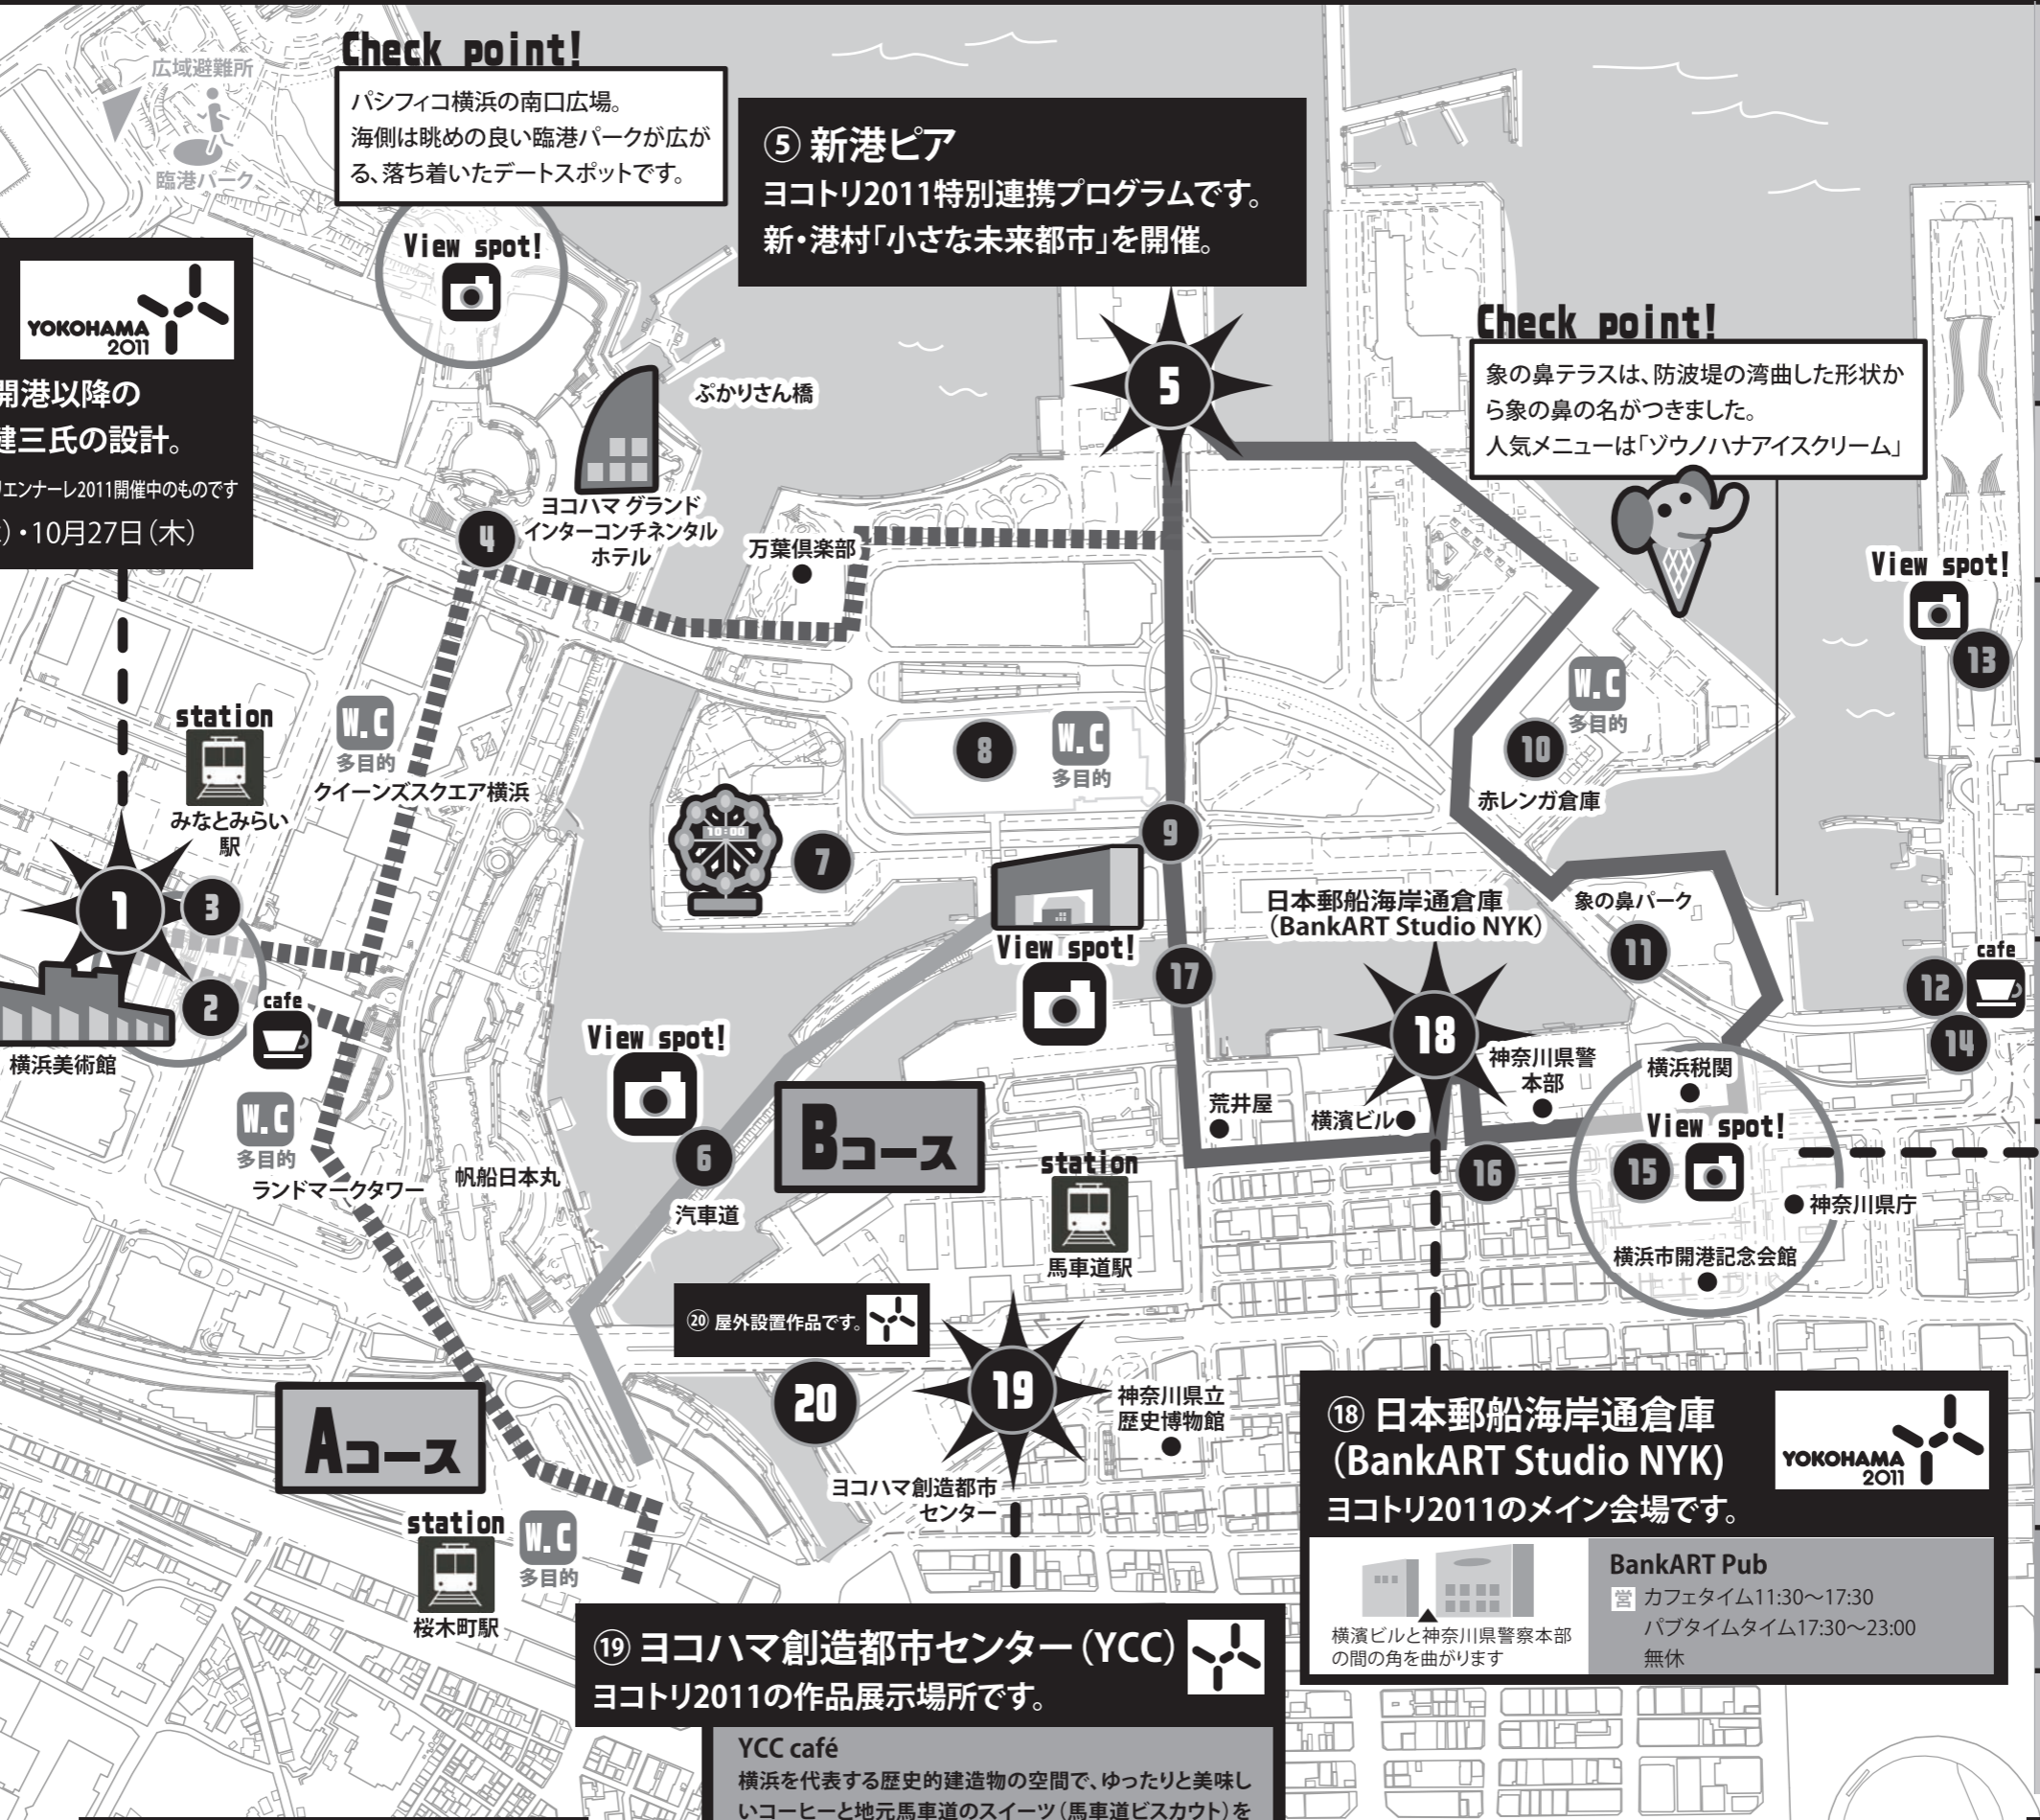 広域避難所
臨港パーク
Check point!
パシフィコ横浜の南口広場。
海側は眺めの良い臨港パークが広が
る、落ち着いたデートスポットです。
View spot!
⑤ 新港ピア
ヨコトリ2011特別連携プログラムです。
新・港村「小さな未来都市」を開催。
5
Check point!
象の鼻テラスは、防波堤の湾曲した形状か
ら象の鼻の名がつきました。
人気メニューは「ゾウノハナアイスクリーム」
View spot!
13
YOKOHAMA
2011
開港以降の
健三氏の設計。
リエンナーレ2011開催中のものです
)・10月27日（木）
ぷかりさん橋
ヨコハマ グランド
インターコンチネンタル
ホテル
4
万葉倶楽部
station
みなとみらい
駅
W.C
多目的
クイーンズスクエア横浜
8
W.C
多目的
10:00
7
9
W.C
多目的
10
赤レンガ倉庫
1
3
2
横浜美術館
cafe
W.C
多目的
ランドマークタワー
帆船日本丸
View spot!
View spot!
6
汽車道
Bコース
17
日本郵船海岸通倉庫
（BankART Studio NYK）
18
象の鼻パーク
11
12
cafe
14
station
馬車道駅
荒井屋
横濱ビル
神奈川県警
本部
16
横浜税関
View spot!
15
神奈川県庁
横浜市開港記念会館
⑳ 屋外設置作品です。
20
19
神奈川県立
歴史博物館
ヨコハマ創造都市
センター
Aコース
station
桜木町駅
W.C
多目的
⑱ 日本郵船海岸通倉庫
（BankART Studio NYK)
ヨコトリ2011のメイン会場です。
YOKOHAMA
2011
横濱ビルと神奈川県警察本部
の間の角を曲がります
BankART Pub
営 カフェタイム11:30〜17:30
パブタイムタイム17:30〜23:00
無休
⑲ ヨコハマ創造都市センター（YCC）
ヨコトリ2011の作品展示場所です。
YCC café
横浜を代表する歴史的建造物の空間で、ゆったりと美味し
いコーヒーと地元馬車道のスイーツ（馬車道ビスカウト）を